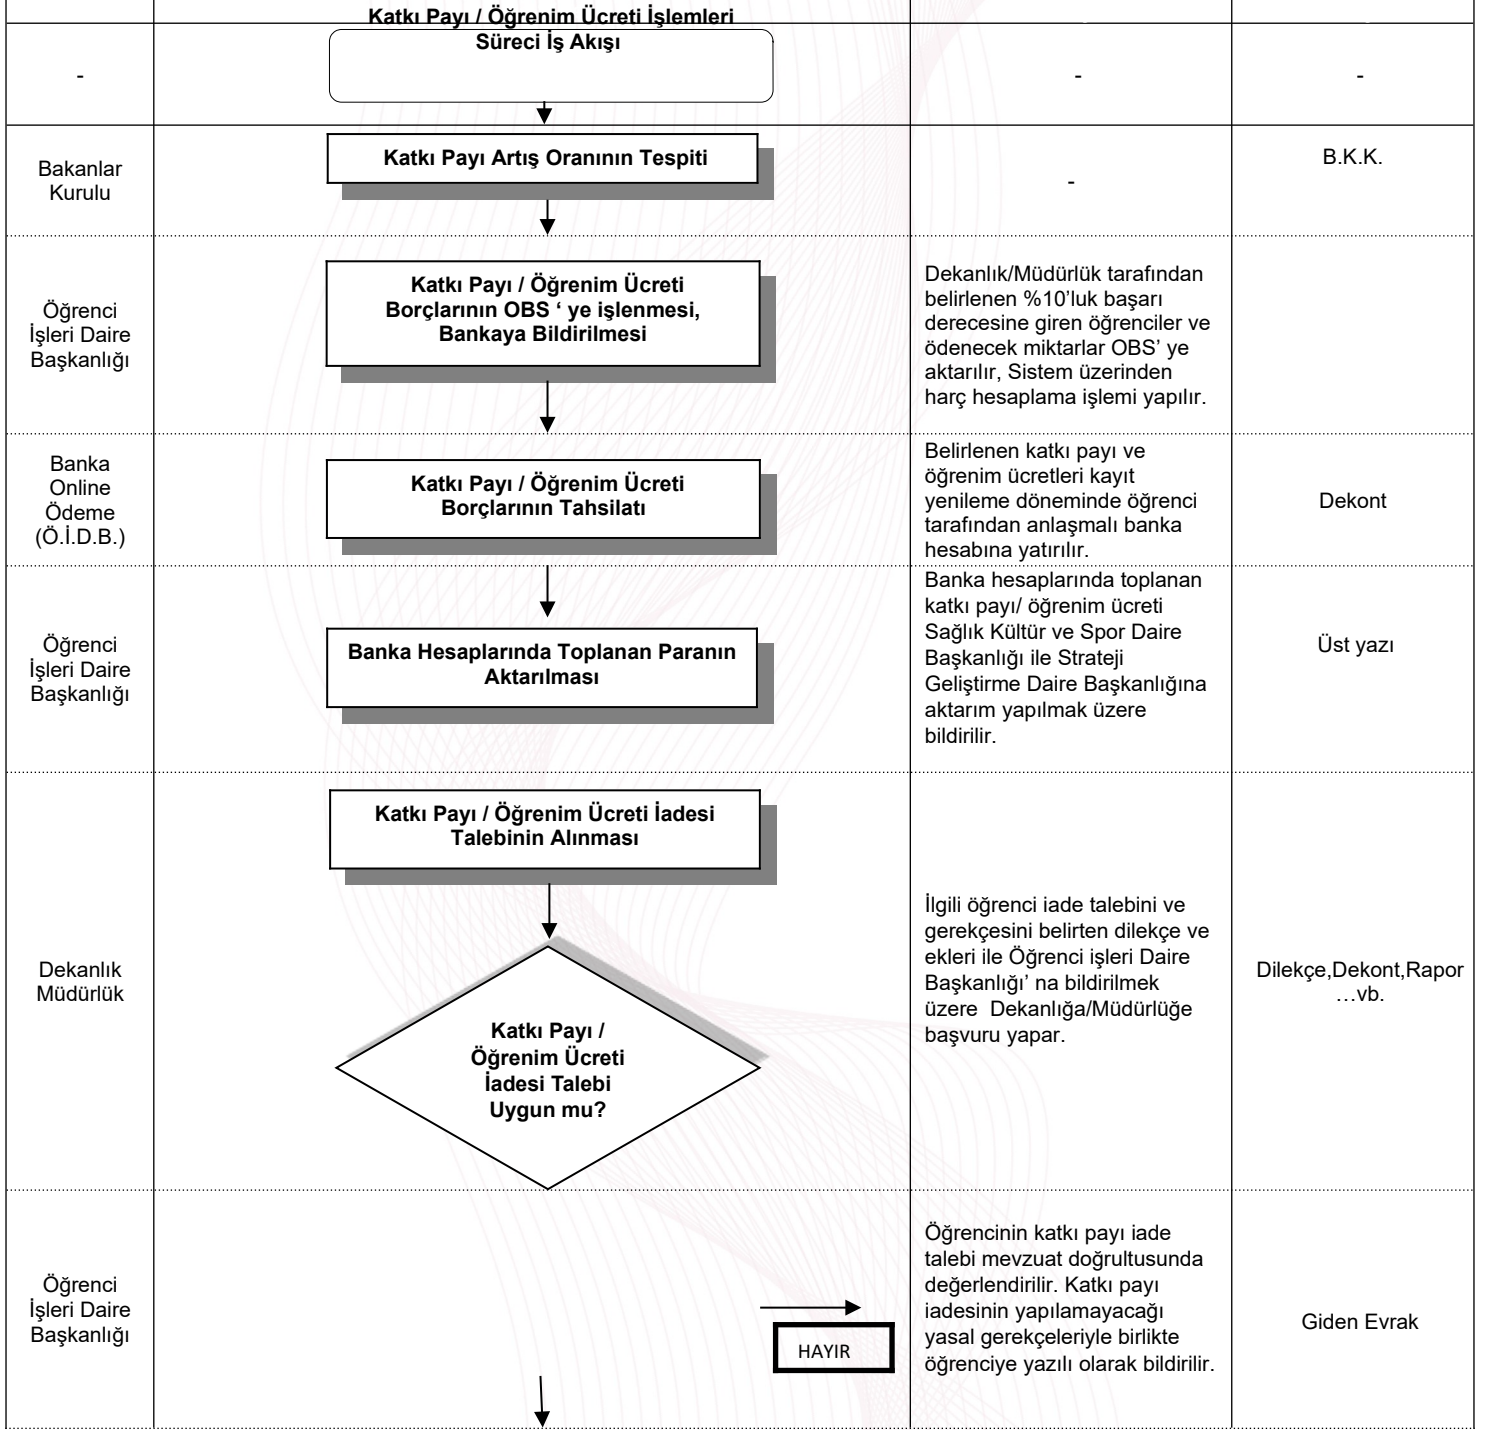 Katkı Payı / Öğrenim Ücreti İşlemleri
Süreci İş Akışı
-
-
-
Bakanlar
Kurulu
Katkı Payı Artış Oranının Tespiti
-
B.K.K.
Öğrenci
İşleri Daire
Başkanlığı
Katkı Payı / Öğrenim Ücreti
Borçlarının OBS ‘ ye işlenmesi,
Bankaya Bildirilmesi
Dekanlık/Müdürlük tarafından
belirlenen %10’luk başarı
derecesine giren öğrenciler ve
ödenecek miktarlar OBS’ ye
aktarılır, Sistem üzerinden
harç hesaplama işlemi yapılır.
Banka
Online
Ödeme
(Ö.İ.D.B.)
Katkı Payı / Öğrenim Ücreti
Borçlarının Tahsilatı
Belirlenen katkı payı ve
öğrenim ücretleri kayıt
yenileme döneminde öğrenci
tarafından anlaşmalı banka
hesabına yatırılır.
Dekont
Öğrenci
İşleri Daire
Başkanlığı
Banka Hesaplarında Toplanan Paranın
Aktarılması
Banka hesaplarında toplanan
katkı payı/ öğrenim ücreti
Sağlık Kültür ve Spor Daire
Başkanlığı ile Strateji
Geliştirme Daire Başkanlığına
aktarım yapılmak üzere
bildirilir.
Üst yazı
Dekanlık
Müdürlük
Katkı Payı / Öğrenim Ücreti İadesi
Talebinin Alınması
Katkı Payı /
Öğrenim Ücreti
İadesi Talebi
Uygun mu?
İlgili öğrenci iade talebini ve
gerekçesini belirten dilekçe ve
ekleri ile Öğrenci işleri Daire
Başkanlığı’ na bildirilmek
üzere  Dekanlığa/Müdürlüğe
başvuru yapar.
Dilekçe,Dekont,Rapor
…vb.
Öğrenci
İşleri Daire
Başkanlığı
HAYIR
Öğrencinin katkı payı iade
talebi mevzuat doğrultusunda
değerlendirilir. Katkı payı
iadesinin yapılamayacağı
yasal gerekçeleriyle birlikte
öğrenciye yazılı olarak bildirilir.
Giden Evrak